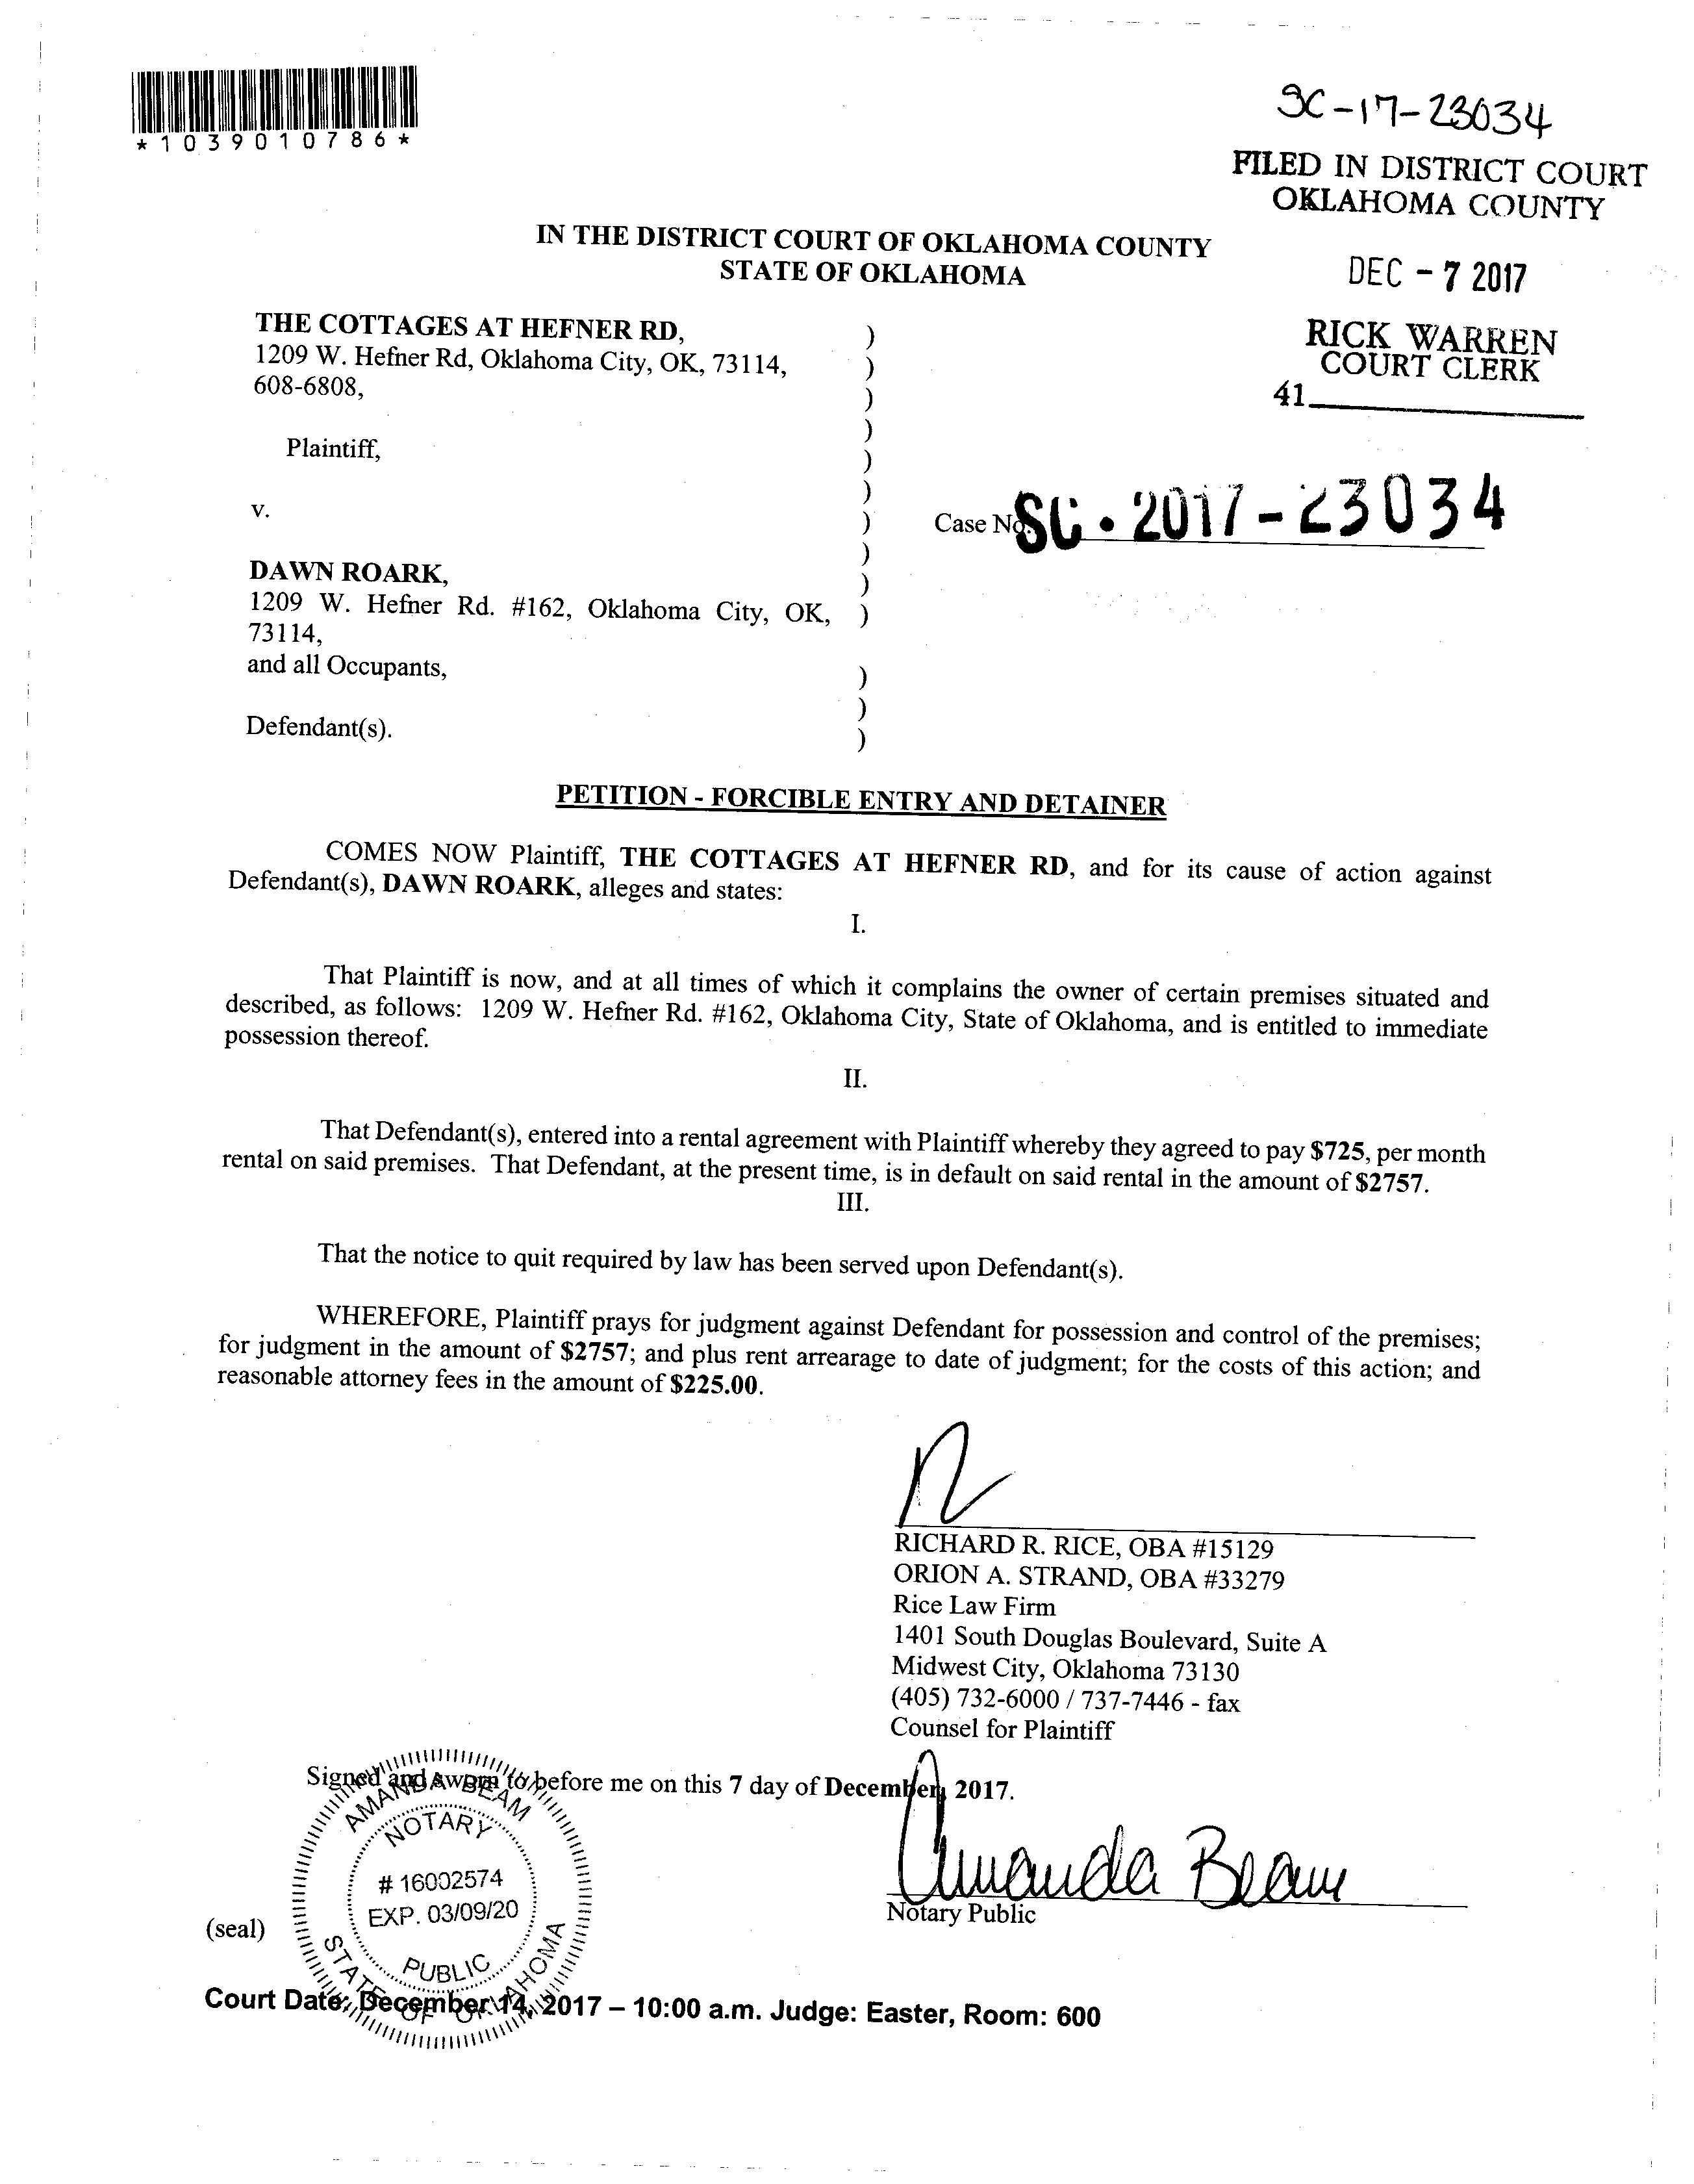 *1039010786*
SC-17-23034
FILED IN DISTRICT COURT
OKLAHOMA COUNTY
IN THE DISTRICT COURT OF OKLAHOMA COUNTY
STATE OF OKLAHOMA
DEC - 7 2017
RICK WARREN
COURT CLERK
41
THE COTTAGES AT HEFNER RD, )
1209 W. Hefner Rd, Oklahoma City, OK, 73114, )
608-6808, )
)
Plaintiff, )
)
v. )
Case No. SC - 2017 - 23034
)
DAWN ROARK, )
1209 W. Hefner Rd. #162, Oklahoma City, OK, )
73114,
and all Occupants, )
)
Defendant(s). )
PETITION - FORCIBLE ENTRY AND DETAINER
COMES NOW Plaintiff, THE COTTAGES AT HEFNER RD, and for its cause of action against
Defendant(s), DAWN ROARK, alleges and states:
I.
That Plaintiff is now, and at all times of which it complains the owner of certain premises situated and
described, as follows: 1209 W. Hefner Rd. #162, Oklahoma City, State of Oklahoma, and is entitled to immediate
possession thereof.
II.
That Defendant(s), entered into a rental agreement with Plaintiff whereby they agreed to pay $725, per month
rental on said premises. That Defendant, at the present time, is in default on said rental in the amount of $2757.
III.
That the notice to quit required by law has been served upon Defendant(s).
WHEREFORE, Plaintiff prays for judgment against Defendant for possession and control of the premises;
for judgment in the amount of $2757; and plus rent arrearage to date of judgment; for the costs of this action; and
reasonable attorney fees in the amount of $225.00.
RICHARD R. RICE, OBA #15129
ORION A. STRAND, OBA #33279
Rice Law Firm
1401 South Douglas Boulevard, Suite A
Midwest City, Oklahoma 73130
(405) 732-6000 / 737-7446 - fax
Counsel for Plaintiff
Signed and sworn to before me on this 7 day of December, 2017.
Amanda Beam
Notary Public
AMANDA BEAM
NOTARY
# 16002574
EXP. 03/09/20
PUBLIC
STATE OF OKLAHOMA
(seal)
Court Date: December 14, 2017 – 10:00 a.m. Judge: Easter, Room: 600